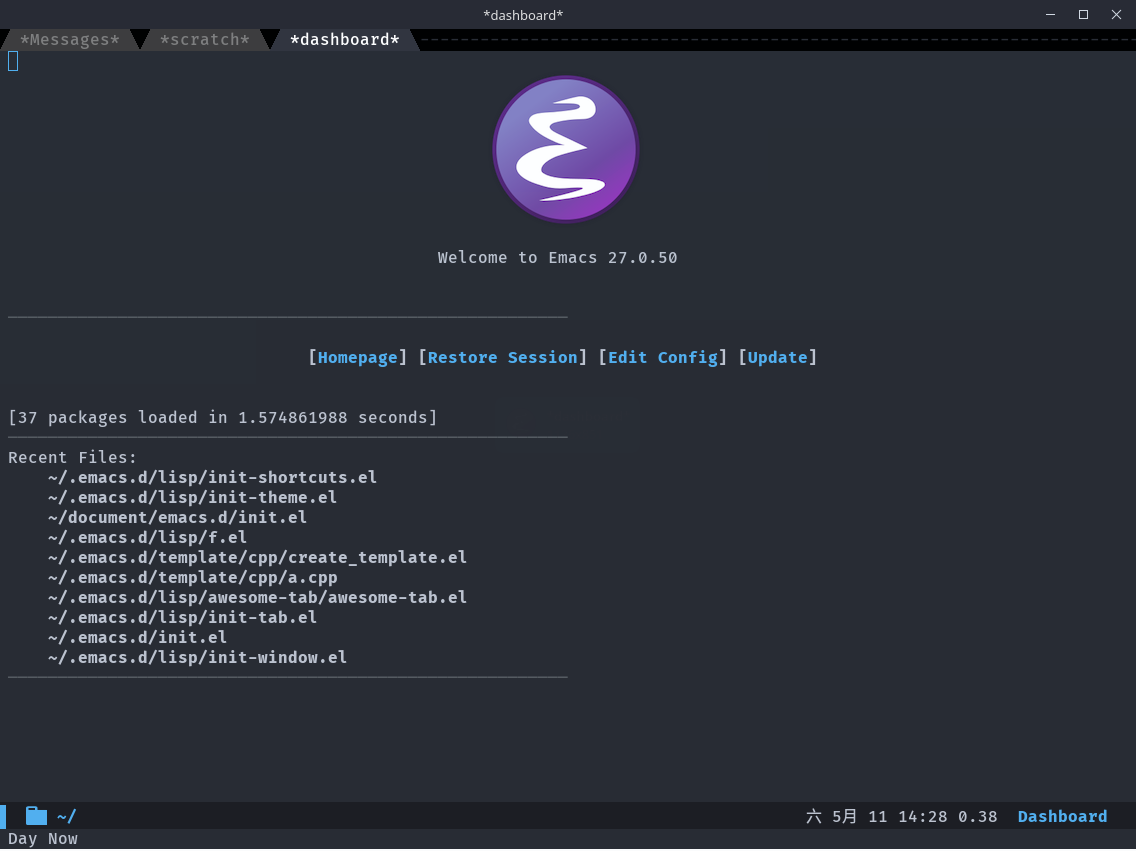 *dashboard*
*Messages* *scratch* *dashboard*
Welcome to Emacs 27.0.50
[Homepage] [Restore Session] [Edit Config] [Update]
[37 packages loaded in 1.574861988 seconds]
Recent Files:
~/.emacs.d/lisp/init-shortcuts.el
~/.emacs.d/lisp/init-theme.el
~/document/emacs.d/init.el
~/.emacs.d/lisp/f.el
~/.emacs.d/template/cpp/create_template.el
~/.emacs.d/template/cpp/a.cpp
~/.emacs.d/lisp/awesome-tab/awesome-tab.el
~/.emacs.d/lisp/init-tab.el
~/.emacs.d/init.el
~/.emacs.d/lisp/init-window.el
~/ 六 5月 11 14:28 0.38 Dashboard
Day Now